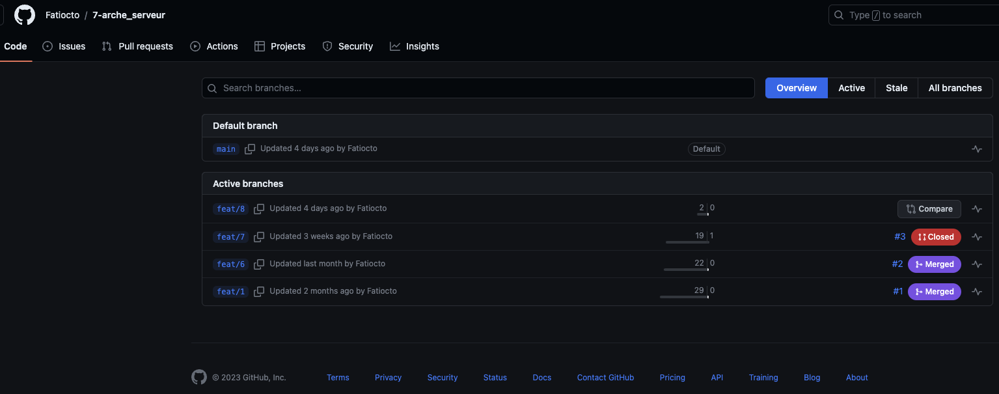 Fatiocto / 7-arche_serveur Type / to search
Code Issues Pull requests Actions Projects Security Insights
Search branches... Overview Active Stale All branches
Default branch
main Updated 4 days ago by Fatiocto Default
Active branches
feat/8 Updated 4 days ago by Fatiocto 2 0 Compare
feat/7 Updated 3 weeks ago by Fatiocto 19 1 #3 Closed
feat/6 Updated last month by Fatiocto 22 0 #2 Merged
feat/1 Updated 2 months ago by Fatiocto 29 0 #1 Merged
© 2023 GitHub, Inc. Terms Privacy Security Status Docs Contact GitHub Pricing API Training Blog About